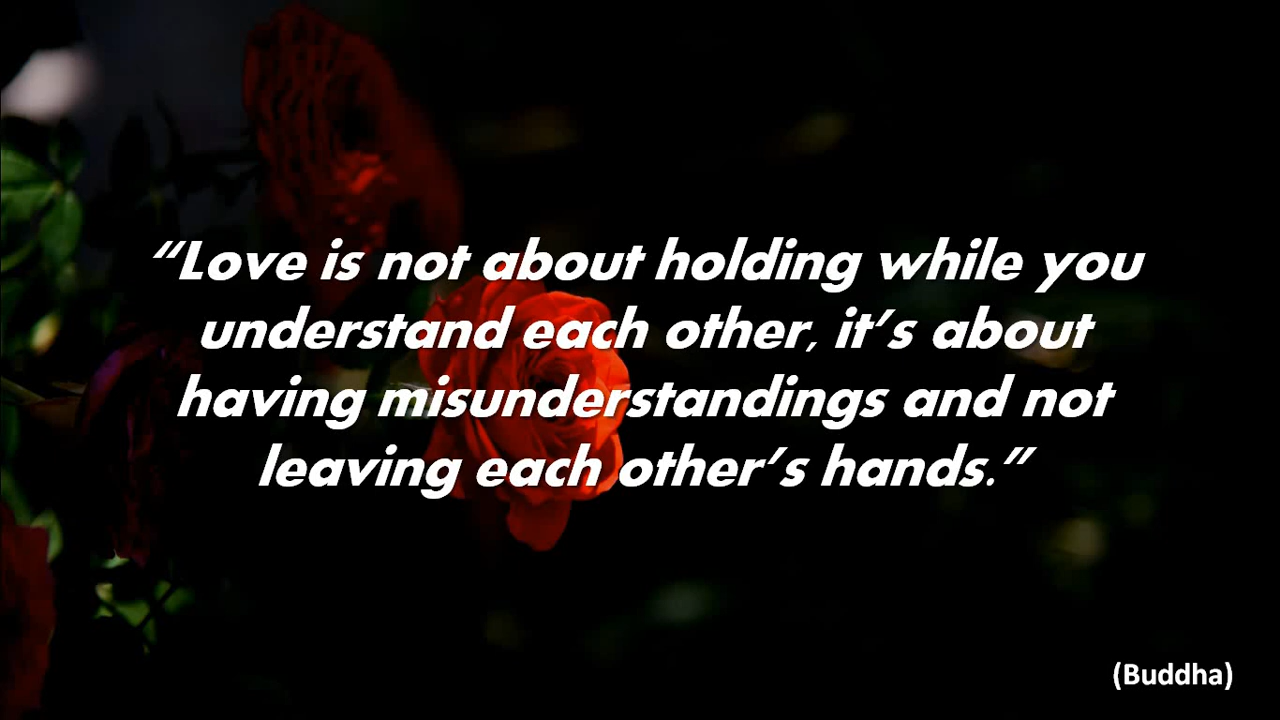 “Love is not about holding while you
understand each other, it’s about
having misunderstandings and not
leaving each other’s hands.”
(Buddha)